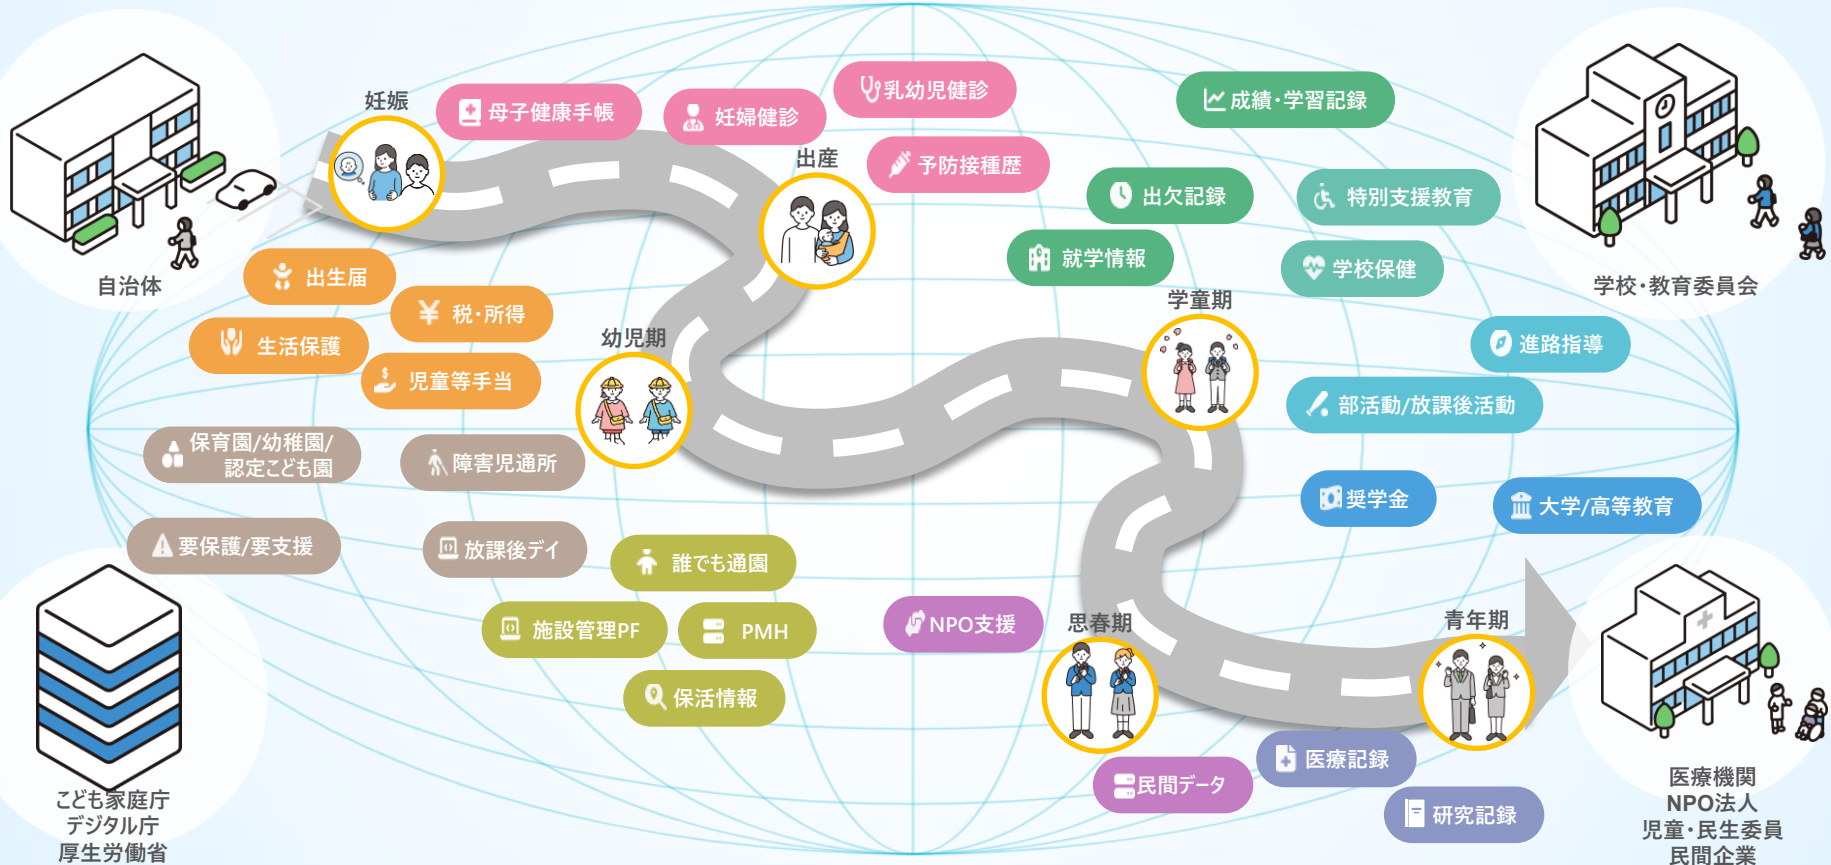 妊娠
母子健康手帳
妊婦健診
乳幼児健診
成績・学習記録
出産
予防接種歴
出欠記録
特別支援教育
自治体
出生届
就学情報
学校保健
学校・教育委員会
税・所得
学童期
生活保護
幼児期
進路指導
児童等手当
部活動/放課後活動
保育園/幼稚園/
認定こども園
障害児通所
奨学金
大学/高等教育
要保護/要支援
放課後デイ
誰でも通園
施設管理PF
PMH
NPO支援
思春期
青年期
保活情報
医療記録
民間データ
研究記録
こども家庭庁
デジタル庁
厚生労働省
医療機関
NPO法人
児童・民生委員
民間企業